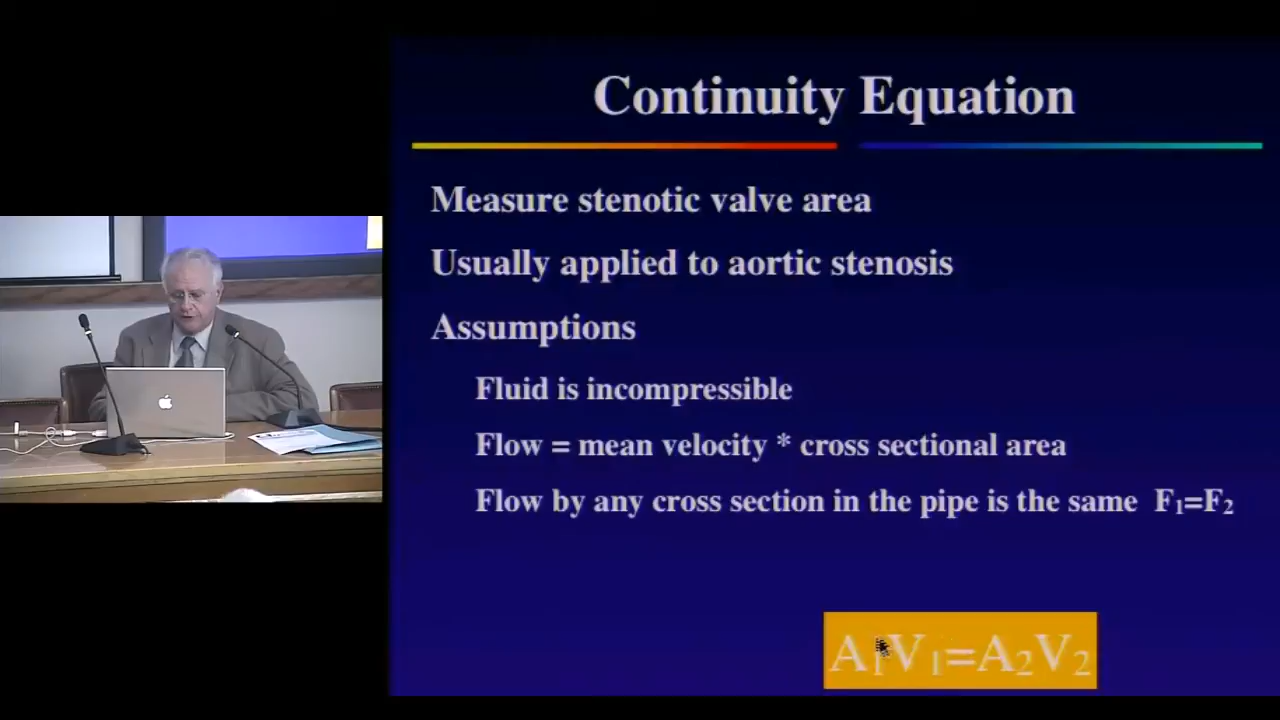 Continuity Equation
Measure stenotic valve area
Usually applied to aortic stenosis
Assumptions
Fluid is incompressible
Flow = mean velocity * cross sectional area
Flow by any cross section in the pipe is the same F₁=F₂
A₁V₁=A₂V₂